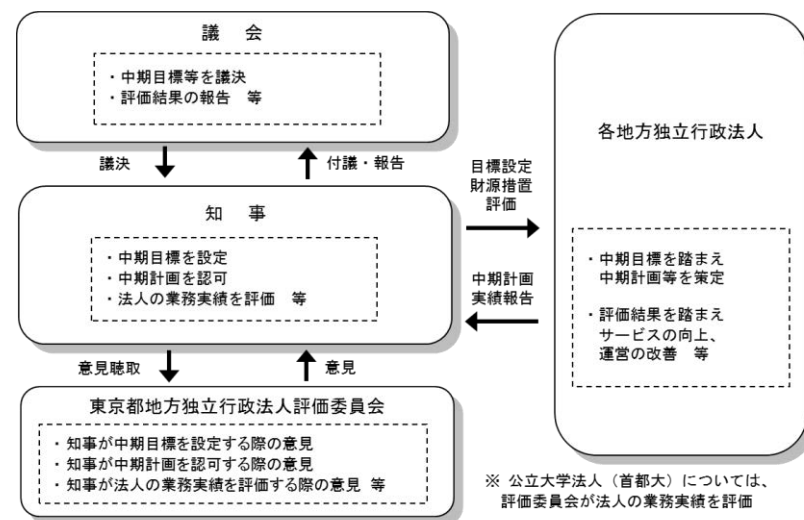 議　会
・中期目標等を議決
・評価結果の報告　等
議決
付議・報告
知　事
・中期目標を設定
・中期計画を認可
・法人の業務実績を評価　等
意見聴取
意見
東京都地方独立行政法人評価委員会
・知事が中期目標を設定する際の意見
・知事が中期計画を認可する際の意見
・知事が法人の業務実績を評価する際の意見 等
目標設定
財源措置
評価
中期計画
実績報告
各地方独立行政法人
・中期目標を踏まえ
中期計画等を策定
・評価結果を踏まえ
サービスの向上、
運営の改善　等
※ 公立大学法人（首都大）については、
評価委員会が法人の業務実績を評価